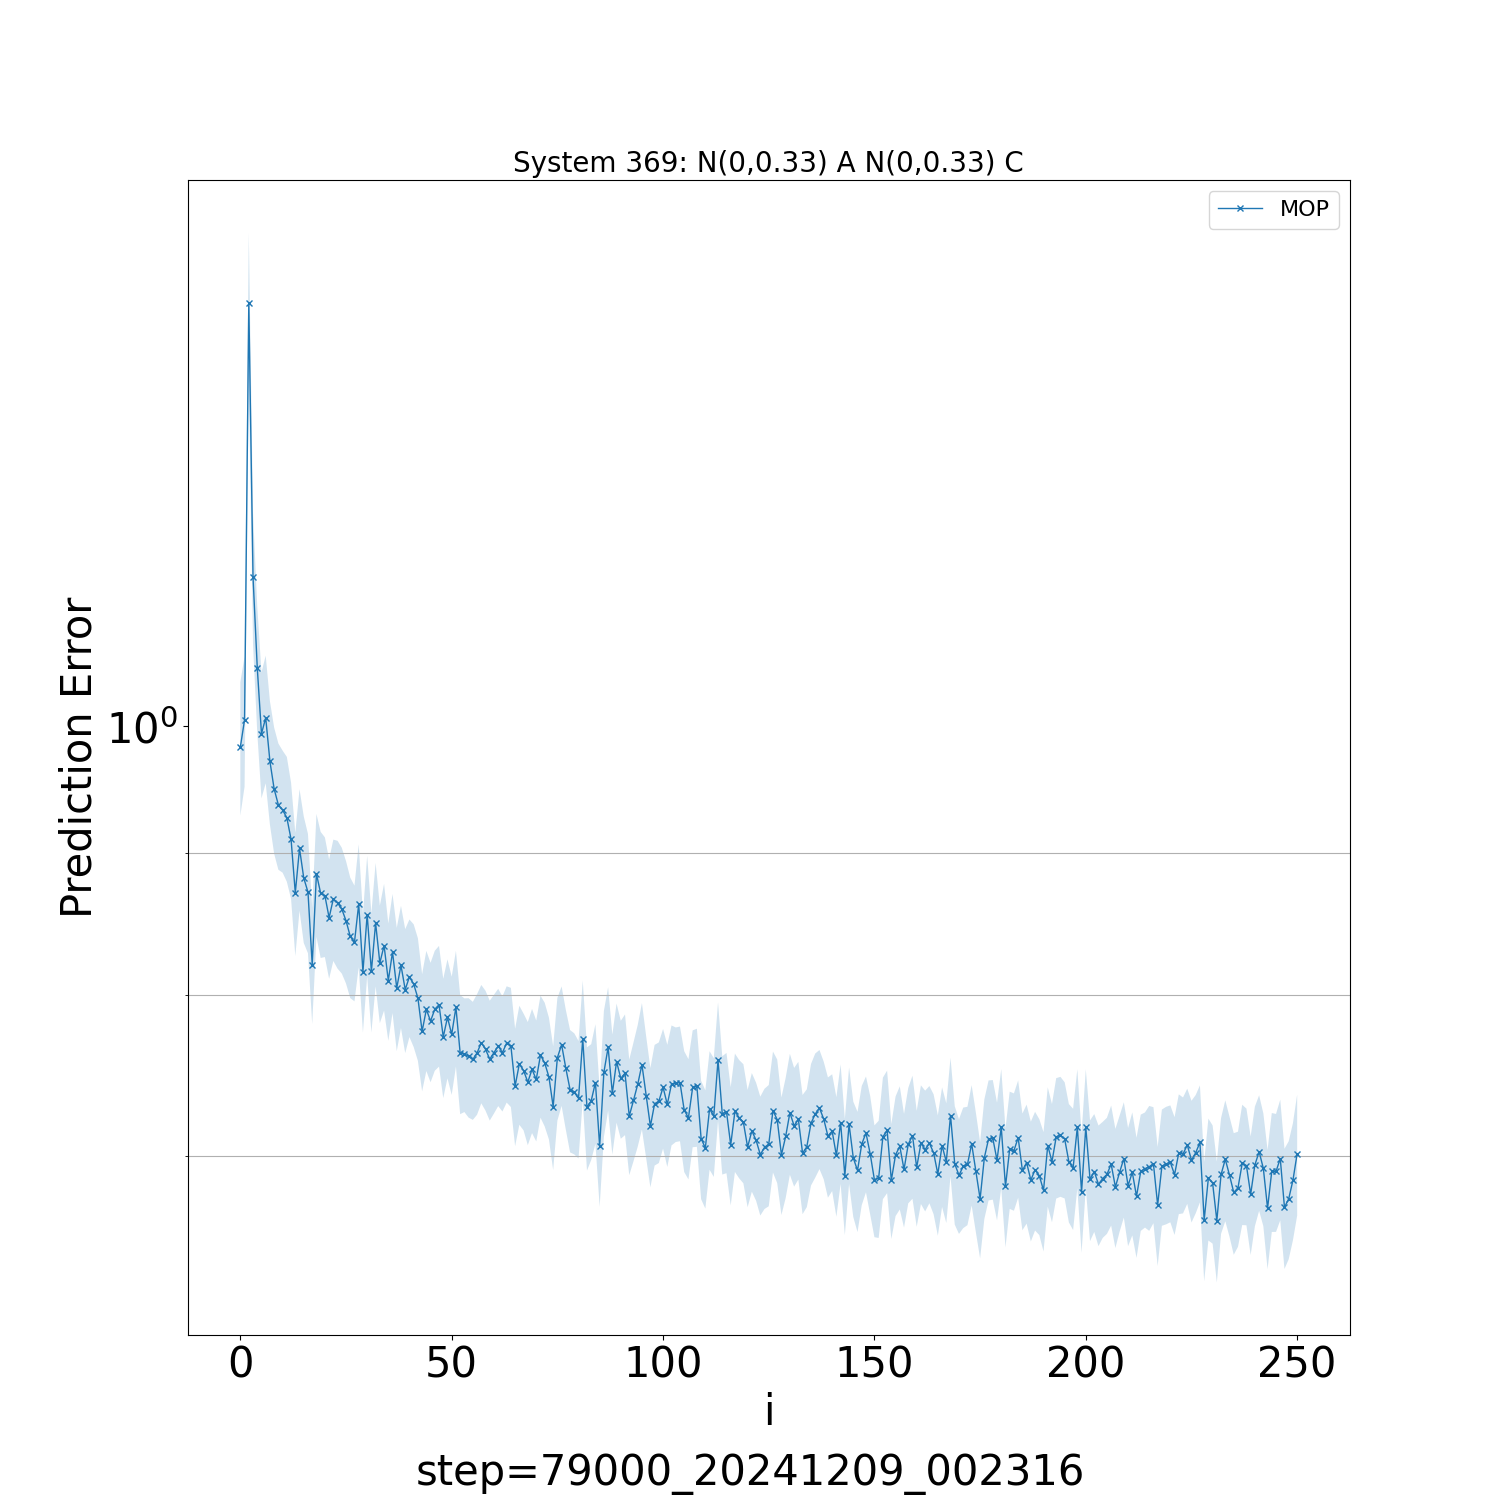 System 369: N(0,0.33) A N(0,0.33) C
MOP
Prediction Error
10⁰
0 50 100 150 200 250
i
step=79000_20241209_002316